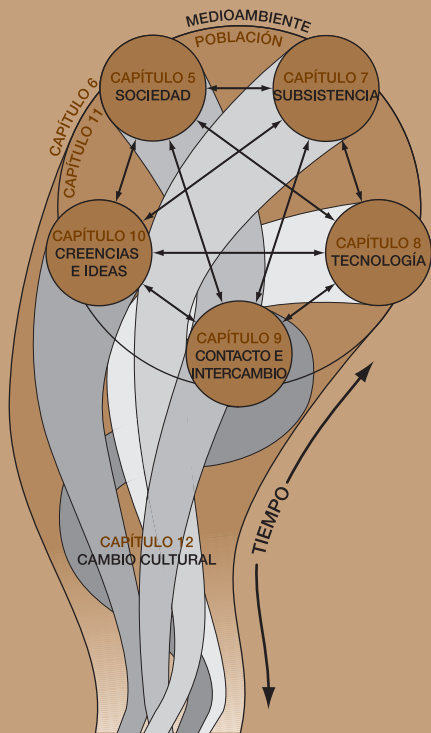 MEDIOAMBIENTE
POBLACIÓN
CAPÍTULO 6
CAPÍTULO 11
CAPÍTULO 5
SOCIEDAD
CAPÍTULO 7
SUBSISTENCIA
CAPÍTULO 10
CREENCIAS
E IDEAS
CAPÍTULO 8
TECNOLOGÍA
CAPÍTULO 9
CONTACTO E
INTERCAMBIO
TIEMPO
CAPÍTULO 12
CAMBIO CULTURAL